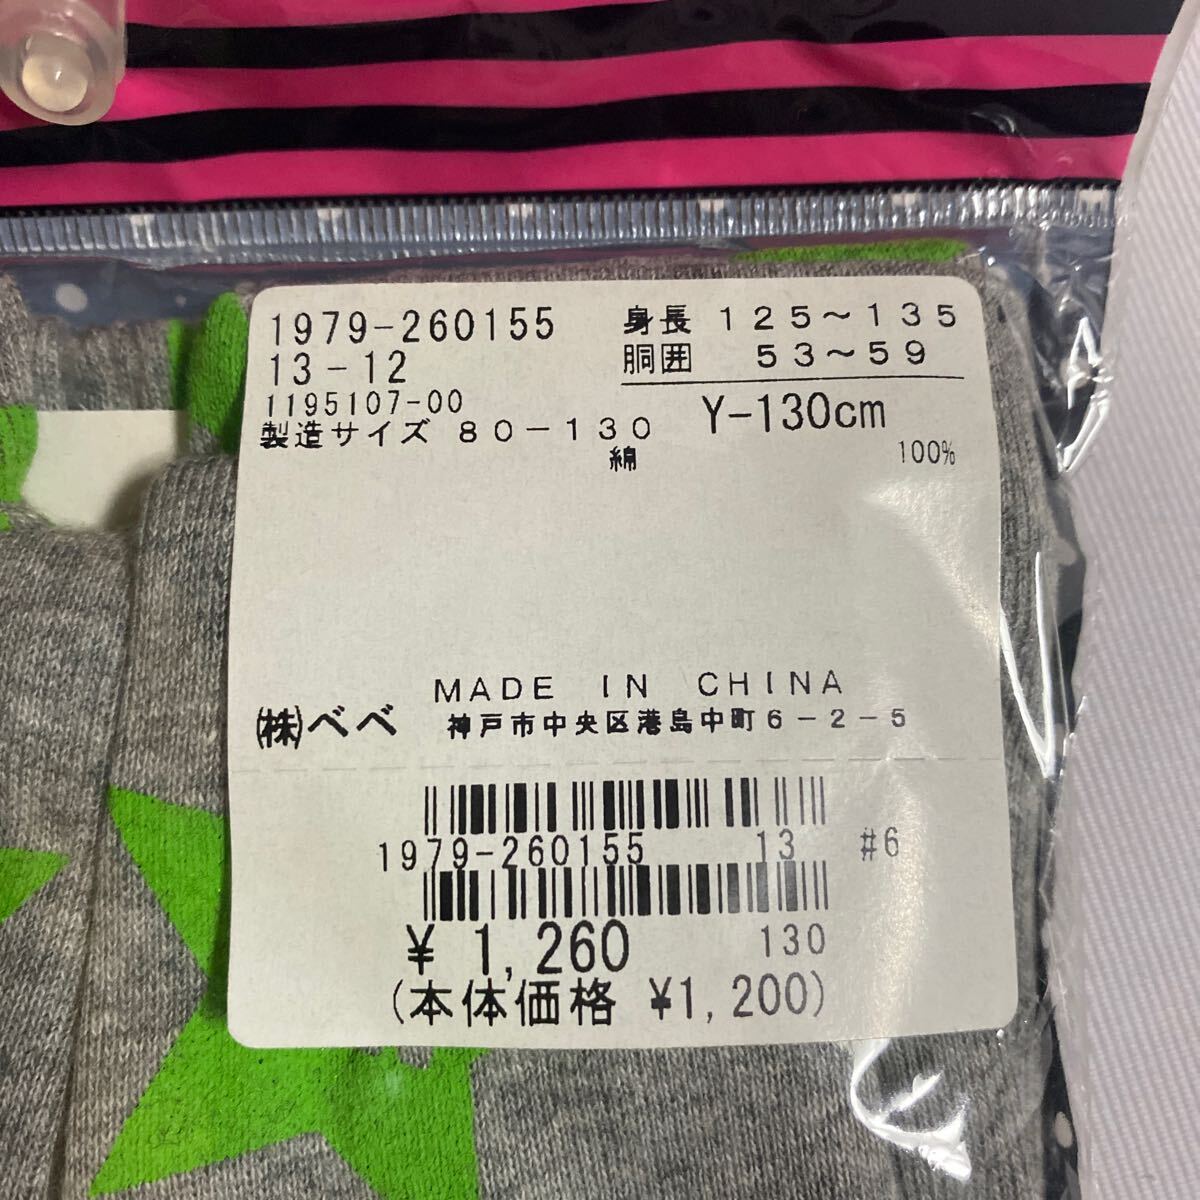 1979-260155
13-12
1195107-00
製造サイズ 80-130
綿 100%
身長 125～135
胴囲 53～59
Y-130cm
MADE IN CHINA
㈱べべ 神戸市中央区港島中町6-2-5
1979-260155 13 #6
¥ 1,260 130
(本体価格 ¥1,200)